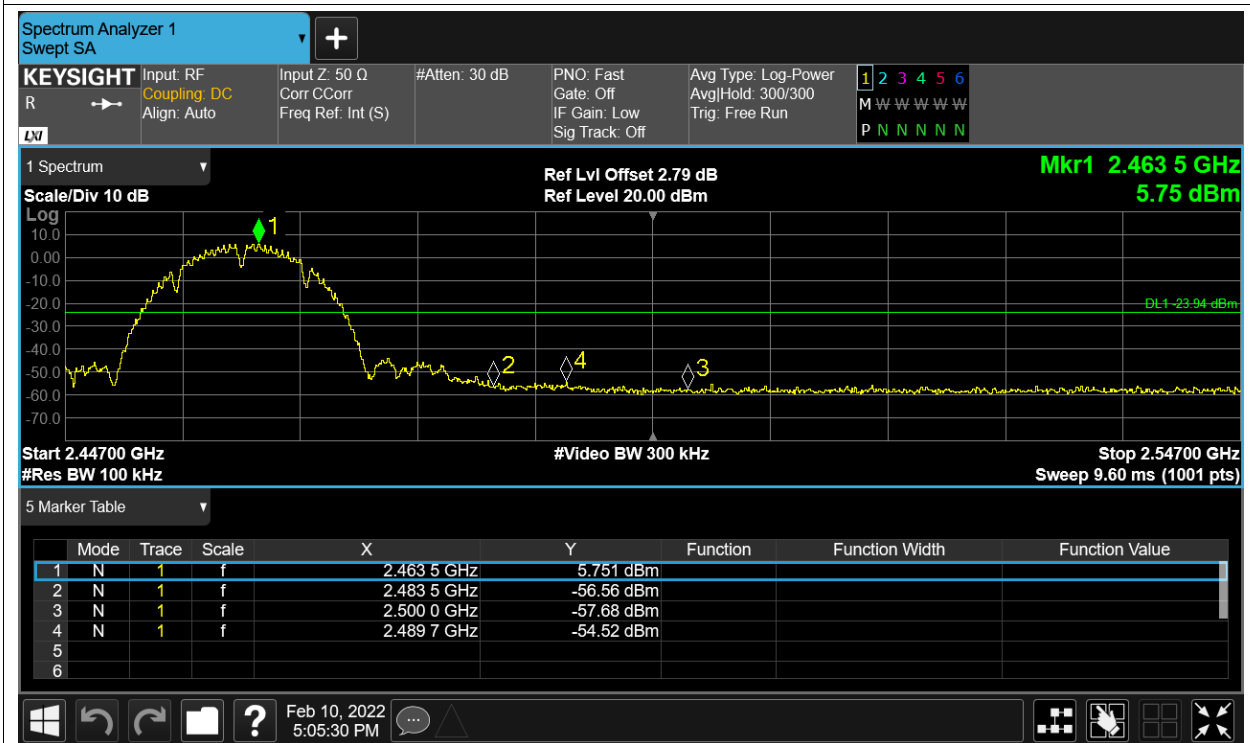 Spectrum Analyzer 1
Swept SA
KEYSIGHT
R
LXI
Input: RF
Coupling: DC
Align: Auto
Input Z: 50 Ω
Corr CCorr
Freq Ref: Int (S)
#Atten: 30 dB
PNO: Fast
Gate: Off
IF Gain: Low
Sig Track: Off
Avg Type: Log-Power
Avg|Hold: 300/300
Trig: Free Run
1 2 3 4 5 6
M W W W W W
P N N N N N
1 Spectrum
Scale/Div 10 dB
Ref Lvl Offset 2.79 dB
Ref Level 20.00 dBm
Mkr1 2.463 5 GHz
5.75 dBm
Log
10.0
0.00
-10.0
-20.0
-30.0
-40.0
-50.0
-60.0
-70.0
1
2
4
3
DL1 -23.94 dBm
Start 2.44700 GHz
#Res BW 100 kHz
#Video BW 300 kHz
Stop 2.54700 GHz
Sweep 9.60 ms (1001 pts)
5 Marker Table
Mode Trace Scale X Y Function Function Width Function Value
1 N 1 f 2.463 5 GHz 5.751 dBm
2 N 1 f 2.483 5 GHz -56.56 dBm
3 N 1 f 2.500 0 GHz -57.68 dBm
4 N 1 f 2.489 7 GHz -54.52 dBm
5
6
?
Feb 10, 2022
5:05:30 PM